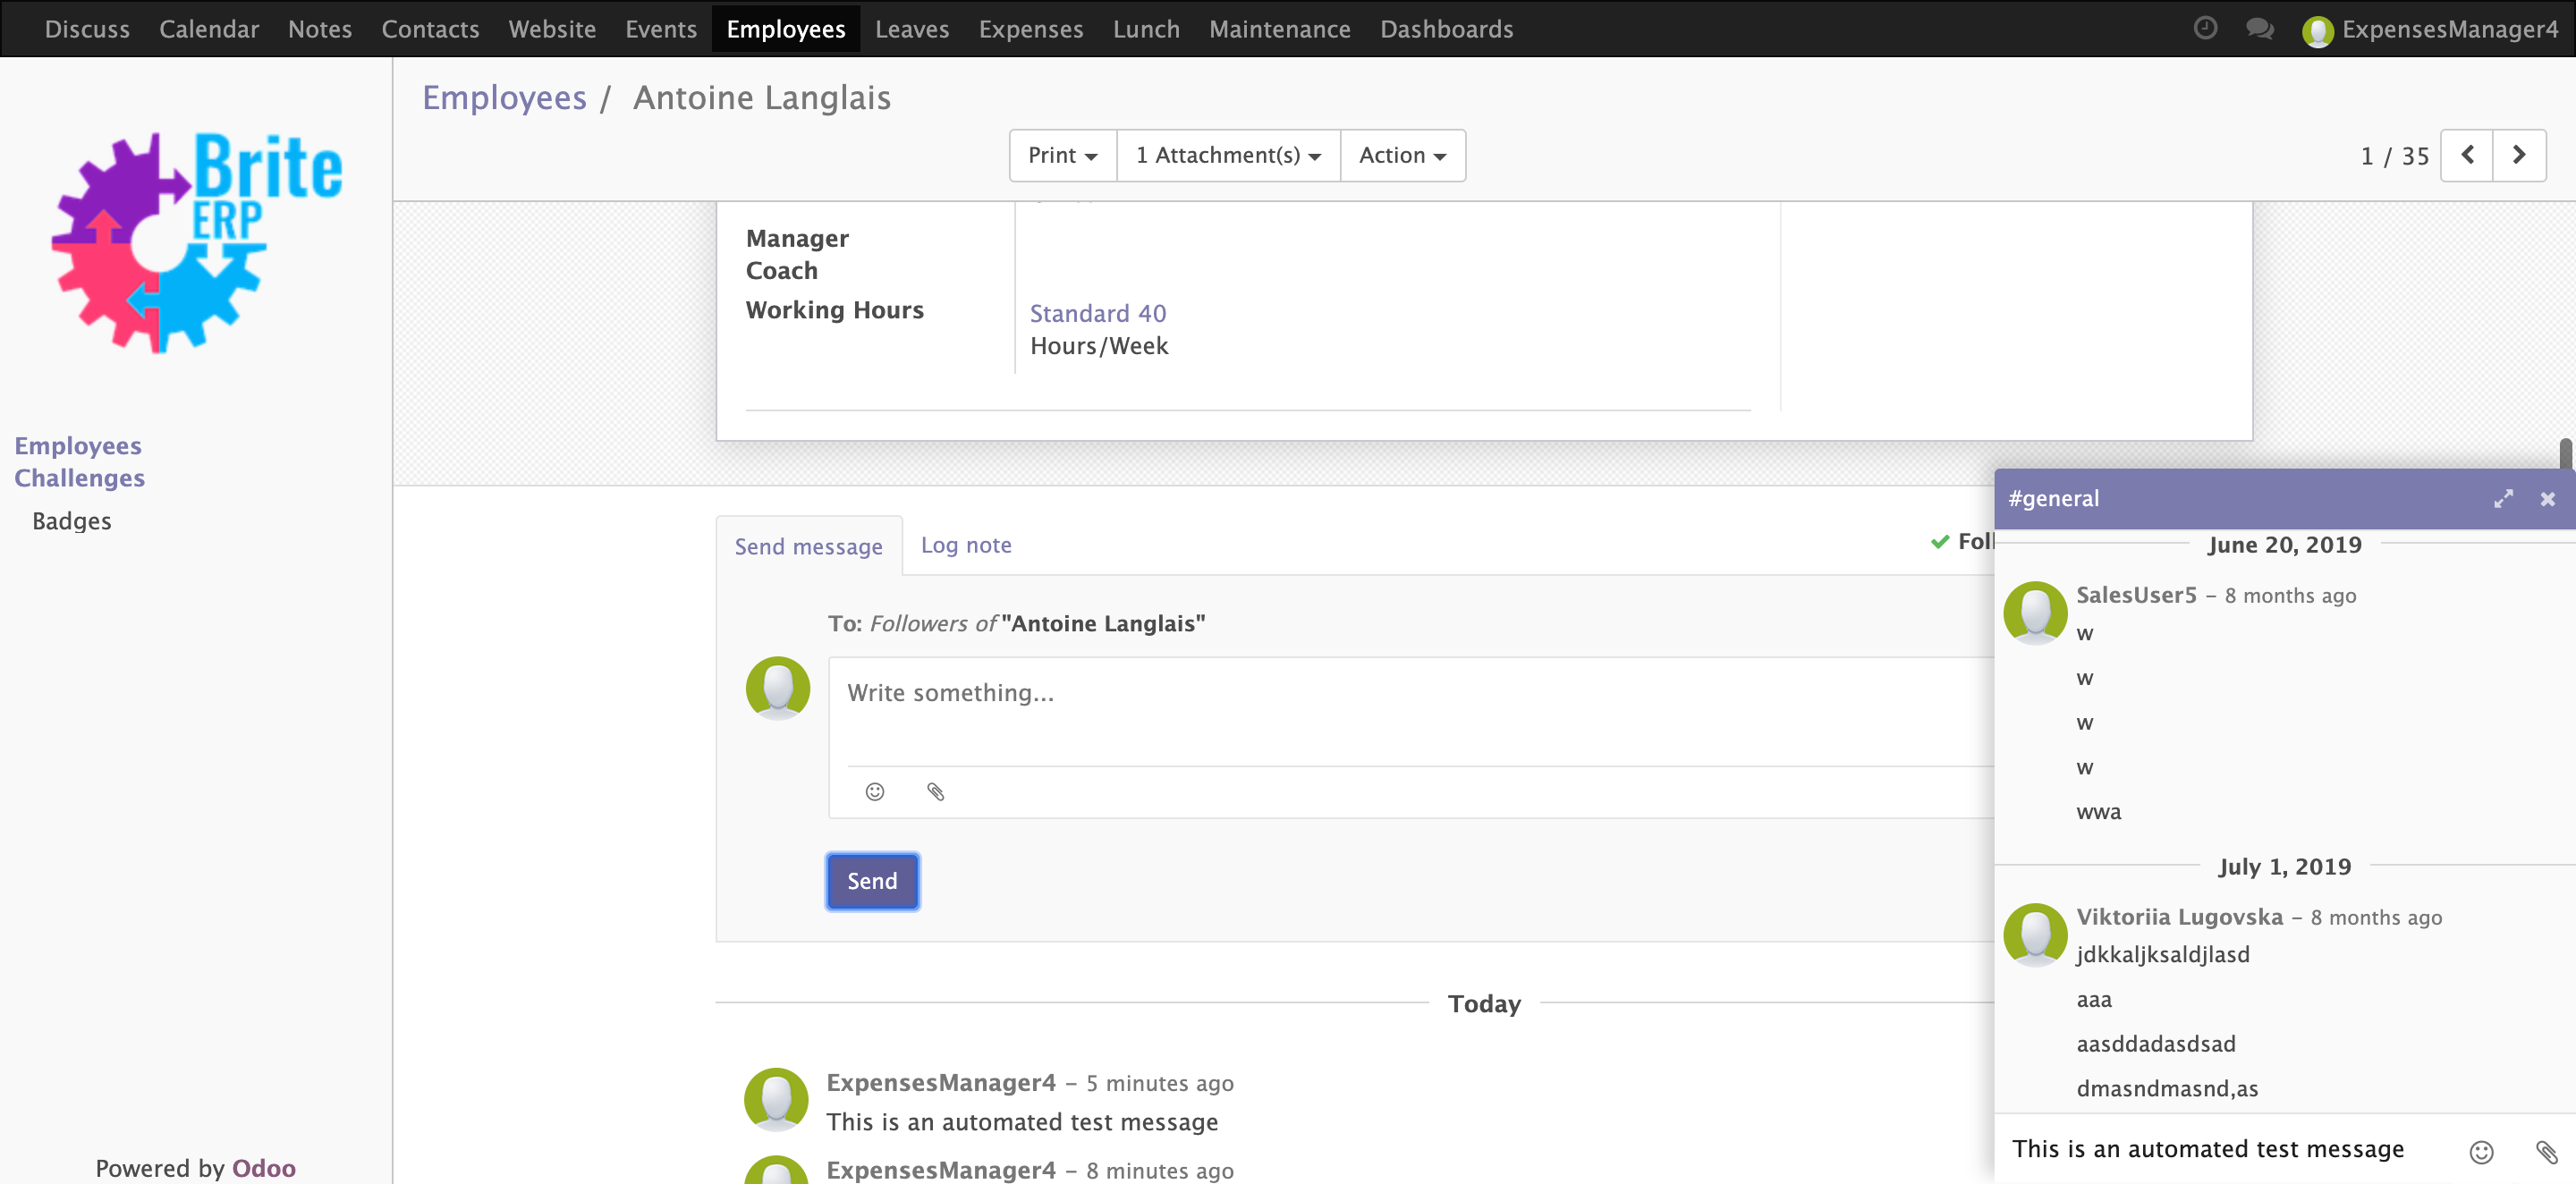 Discuss Calendar Notes Contacts Website Events Employees Leaves Expenses Lunch Maintenance Dashboards ExpensesManager4
Brite
ERP
Employees
Challenges
Badges
Powered by Odoo
Employees / Antoine Langlais
Print 1 Attachment(s) Action 1 / 35
Manager
Coach
Working Hours Standard 40
Hours/Week
Send message Log note
To: Followers of "Antoine Langlais"
Write something...
Send
Today
ExpensesManager4 – 5 minutes ago
This is an automated test message
ExpensesManager4 – 8 minutes ago
#general
June 20, 2019
SalesUser5 – 8 months ago
w
w
w
w
wwa
July 1, 2019
Viktoriia Lugovska – 8 months ago
jdkkaljksaldjlasd
aaa
aasddadasdsad
dmasndmasnd,as
This is an automated test message